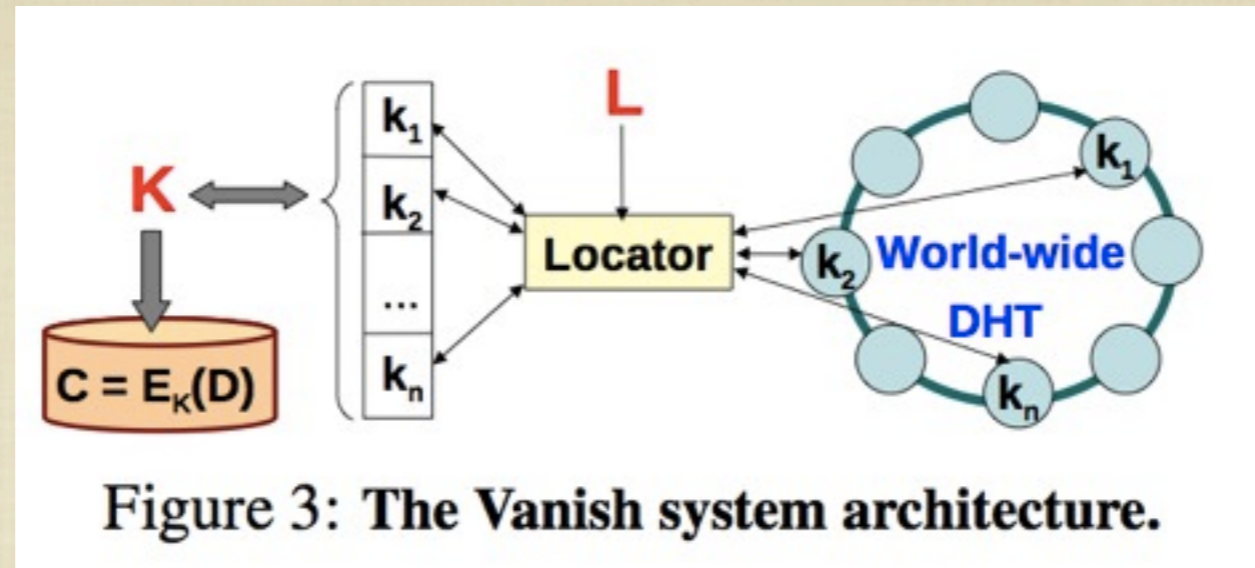 L
K
k₁
k₂
...
kₙ
Locator
k₁
k₂
World-wide
DHT
kₙ
C = Eₖ(D)
Figure 3: The Vanish system architecture.